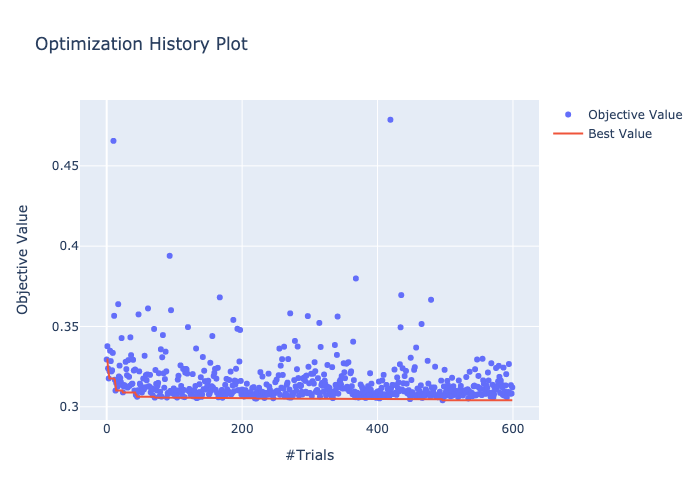 Optimization History Plot
Objective Value
Best Value
0.45
0.4
0.35
0.3
Objective Value
0
200
400
600
#Trials